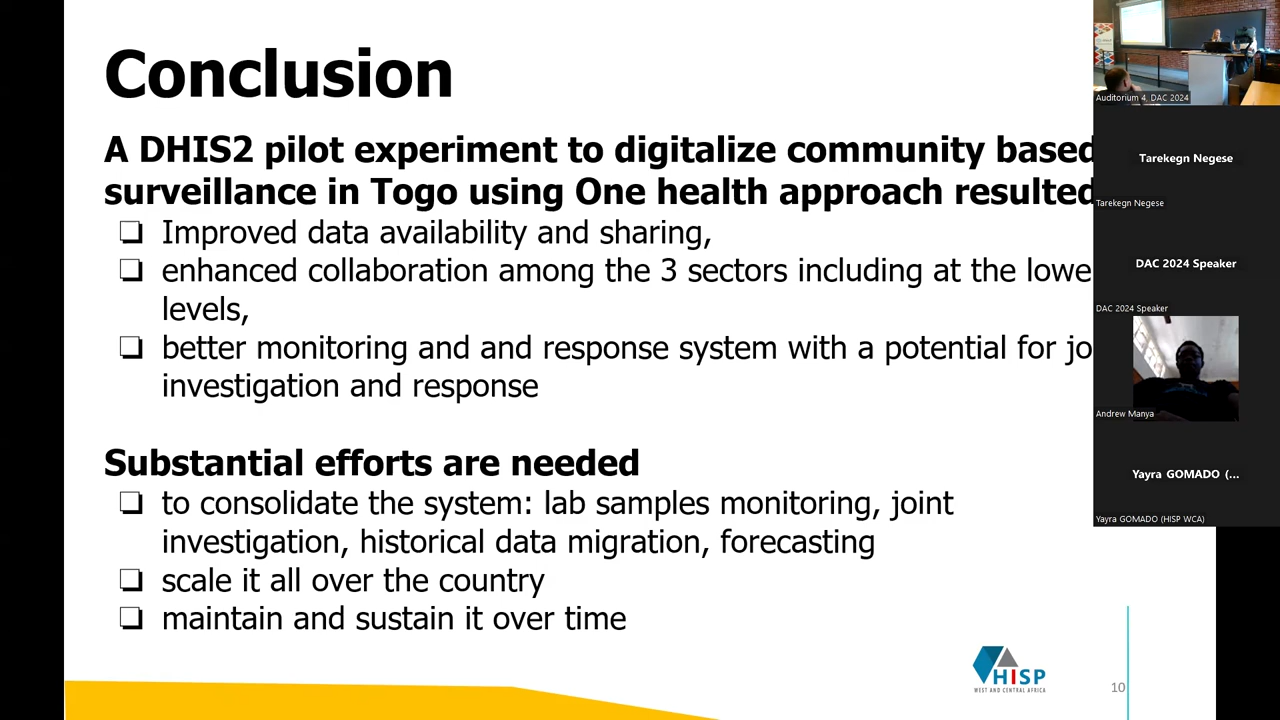 Conclusion
A DHIS2 pilot experiment to digitalize community based
surveillance in Togo using One health approach resulted
❏ Improved data availability and sharing,
❏ enhanced collaboration among the 3 sectors including at the lowe
levels,
❏ better monitoring and and response system with a potential for jo
investigation and response
Substantial efforts are needed
❏ to consolidate the system: lab samples monitoring, joint
investigation, historical data migration, forecasting
❏ scale it all over the country
❏ maintain and sustain it over time
HISP
WEST AND CENTRAL AFRICA
10
Auditorium 4, DAC 2024
Tarekegn Negese
Tarekegn Negese
DAC 2024 Speaker
DAC 2024 Speaker
Andrew Manya
Yayra GOMADO (...
Yayra GOMADO (HISP WCA)